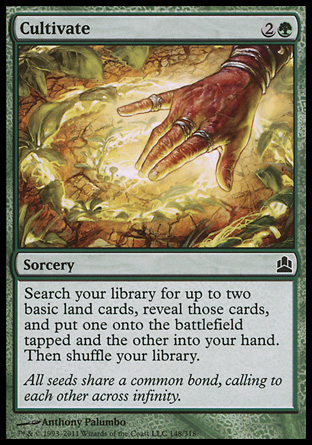 Cultivate 2
Sorcery
Search your library for up to two
basic land cards, reveal those cards,
and put one onto the battlefield
tapped and the other into your hand.
Then shuffle your library.
All seeds share a common bond, calling to
each other across infinity.
Anthony Palumbo
™ & © 1993-2011 Wizards of the Coast LLC 148/318